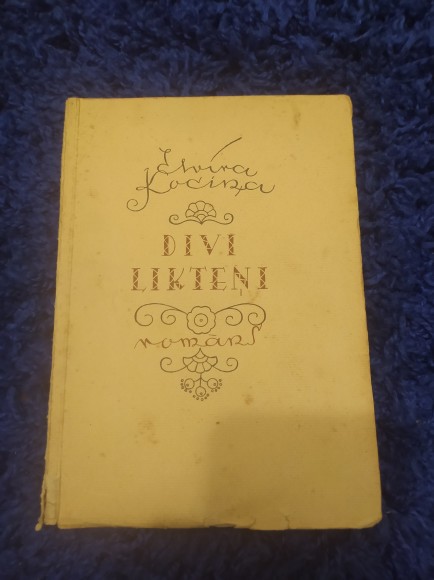 Elvīra
Kociņa
DIVI
LIKTEŅI
romāns